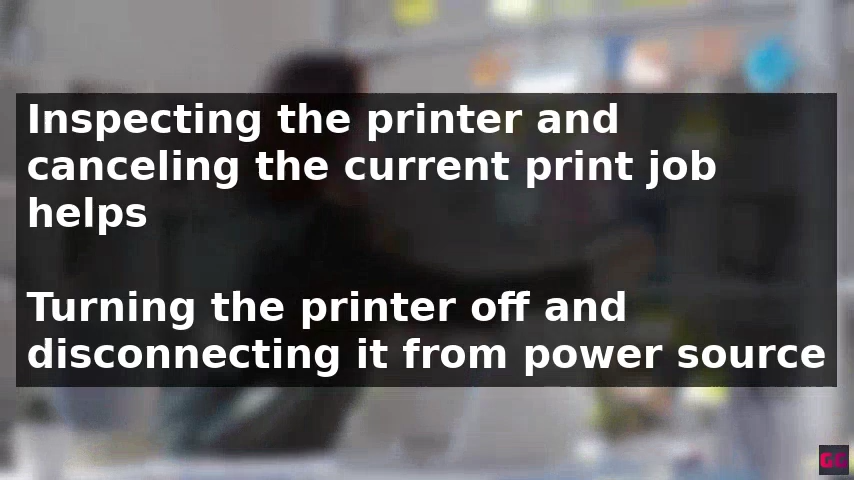 Inspecting the printer and
canceling the current print job
helps
Turning the printer off and
disconnecting it from power source
GC